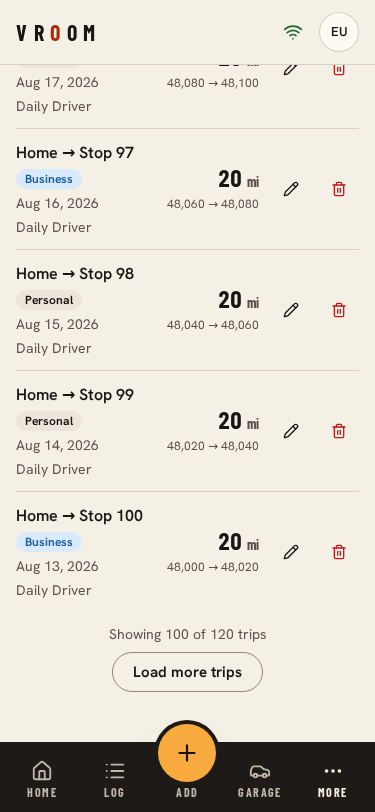 VROOM
EU
Aug 17, 2026
48,080 → 48,100
Daily Driver
Home → Stop 97
Business
20 mi
Aug 16, 2026
48,060 → 48,080
Daily Driver
Home → Stop 98
Personal
20 mi
Aug 15, 2026
48,040 → 48,060
Daily Driver
Home → Stop 99
Personal
20 mi
Aug 14, 2026
48,020 → 48,040
Daily Driver
Home → Stop 100
Business
20 mi
Aug 13, 2026
48,000 → 48,020
Daily Driver
Showing 100 of 120 trips
Load more trips
HOME
LOG
ADD
GARAGE
MORE